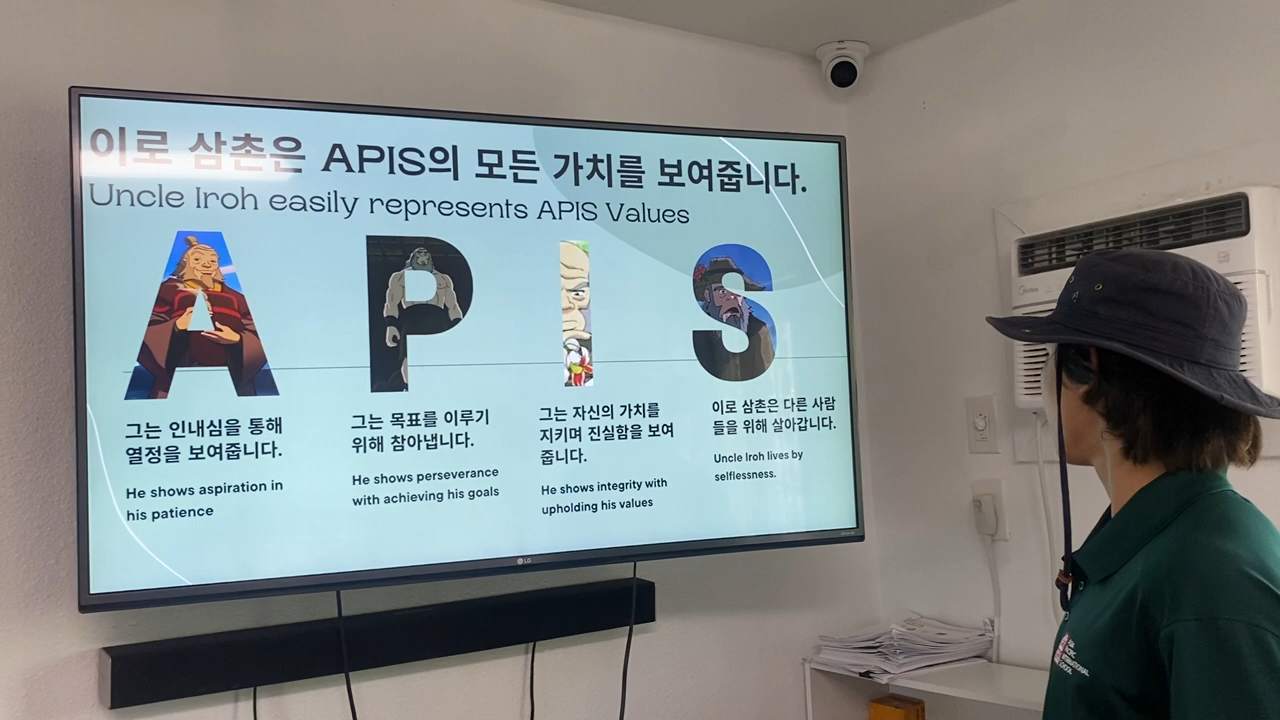 이로 삼촌은 APIS의 모든 가치를 보여줍니다.
Uncle Iroh easily represents APIS Values
A P I S
그는 인내심을 통해
열정을 보여줍니다.
He shows aspiration in
his patience
그는 목표를 이루기
위해 참아냅니다.
He shows perseverance
with achieving his goals
그는 자신의 가치를
지키며 진실함을 보여
줍니다.
He shows integrity with
upholding his values
이로 삼촌은 다른 사람
들을 위해 살아갑니다.
Uncle Iroh lives by
selflessness.
LG
Midea
PACIFIC
INTERNATIONAL
SCHOOL